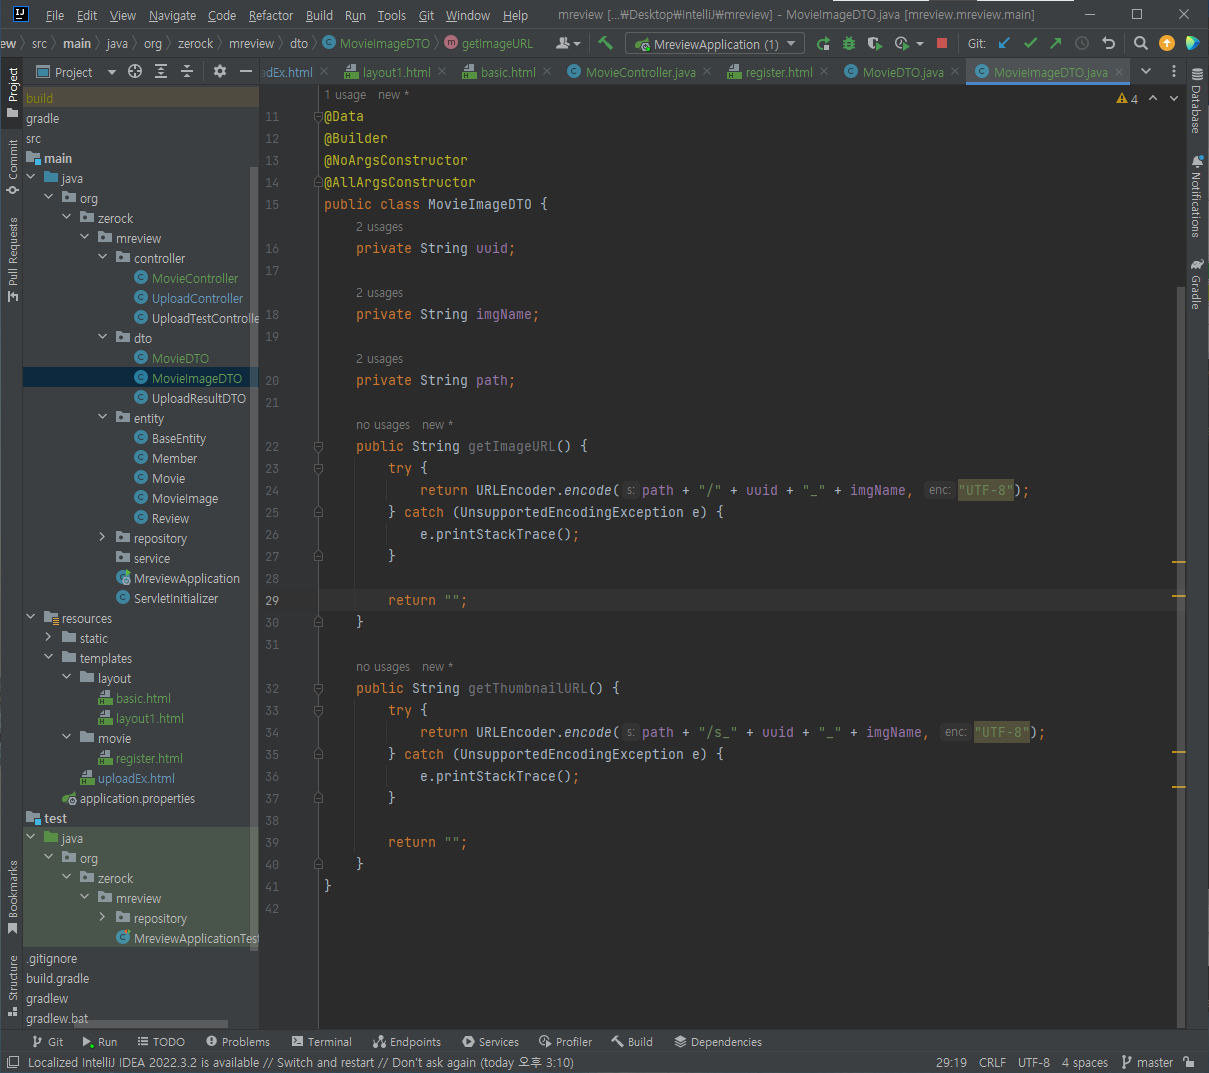 File Edit View Navigate Code Refactor Build Run Tools Git Window Help mreview [...₩Desktop₩IntelliJ₩mreview] - MovieImageDTO.java [mreview.mreview.main]
ew src main java org zerock mreview dto MovieImageDTO getImageURL MreviewApplication (1) Git:
Project adEx.html layout1.html basic.html MovieController.java register.html MovieDTO.java MovieImageDTO.java
Project
Commit
Pull Requests
Bookmarks
Structure
build
gradle
src
main
java
org
zerock
mreview
controller
MovieController
UploadController
UploadTestControlle
dto
MovieDTO
MovieImageDTO
UploadResultDTO
entity
BaseEntity
Member
Movie
MovieImage
Review
repository
service
MreviewApplication
ServletInitializer
resources
static
templates
layout
basic.html
layout1.html
movie
register.html
uploadEx.html
application.properties
test
java
org
zerock
mreview
repository
MreviewApplicationTest
.gitignore
build.gradle
gradlew
gradlew.bat
1 usage new *
4
11 @Data
12 @Builder
13 @NoArgsConstructor
14 @AllArgsConstructor
15 public class MovieImageDTO {
2 usages
16 private String uuid;
17
2 usages
18 private String imgName;
19
2 usages
20 private String path;
21
no usages new *
22 public String getImageURL() {
23 try {
24 return URLEncoder.encode( s: path + "/" + uuid + "_" + imgName, enc: "UTF-8");
25 } catch (UnsupportedEncodingException e) {
26 e.printStackTrace();
27 }
28
29 return "";
30 }
31
no usages new *
32 public String getThumbnailURL() {
33 try {
34 return URLEncoder.encode( s: path + "/s_" + uuid + "_" + imgName, enc: "UTF-8");
35 } catch (UnsupportedEncodingException e) {
36 e.printStackTrace();
37 }
38
39 return "";
40 }
41 }
42
Database
Notifications
Gradle
Git Run TODO Problems Terminal Endpoints Services Profiler Build Dependencies
Localized IntelliJ IDEA 2022.3.2 is available // Switch and restart // Don't ask again (today 오후 3:10) 29:19 CRLF UTF-8 4 spaces master